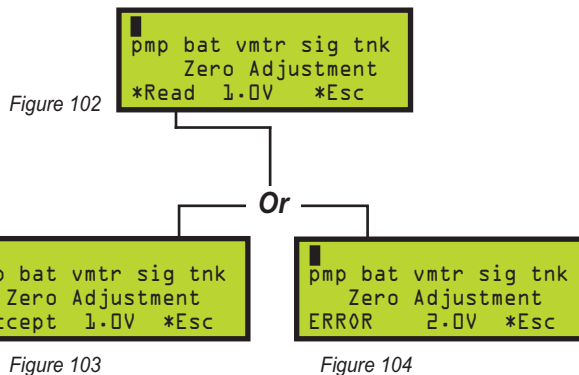 pmp bat vmtr sig tnk
Zero Adjustment
*Read 1.0V *Esc
Figure 102
Or
p bat vmtr sig tnk
Zero Adjustment
ccept 1.0V *Esc
Figure 103
pmp bat vmtr sig tnk
Zero Adjustment
ERROR 2.0V *Esc
Figure 104